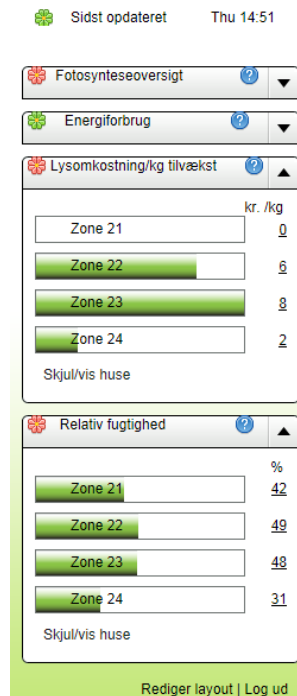 Sidst opdateret Thu 14:51
Fotosynteseoversigt
Energiforbrug
Lysomkostning/kg tilvækst
kr. /kg
Zone 21 0
Zone 22 6
Zone 23 8
Zone 24 2
Skjul/vis huse
Relativ fugtighed
%
Zone 21 42
Zone 22 49
Zone 23 48
Zone 24 31
Skjul/vis huse
Rediger layout | Log ud